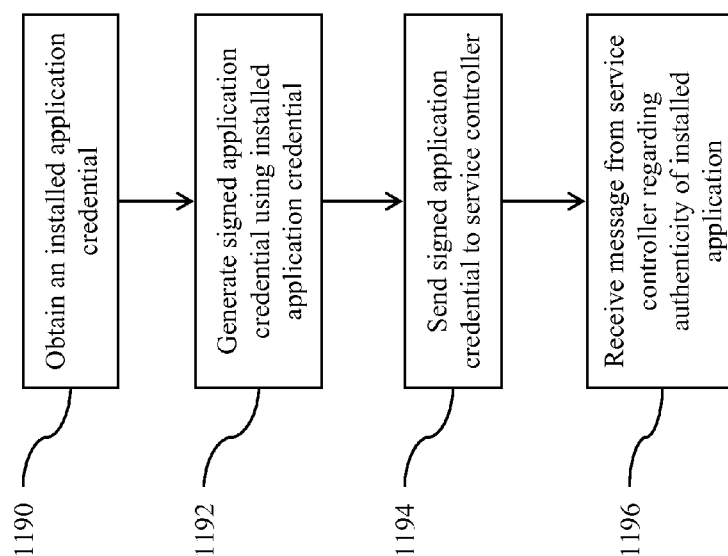 1190
Obtain an installed application
credential
1192
Generate signed application
credential using installed
application credential
1194
Send signed application
credential to service controller
1196
Receive message from service
controller regarding
authenticity of installed
application